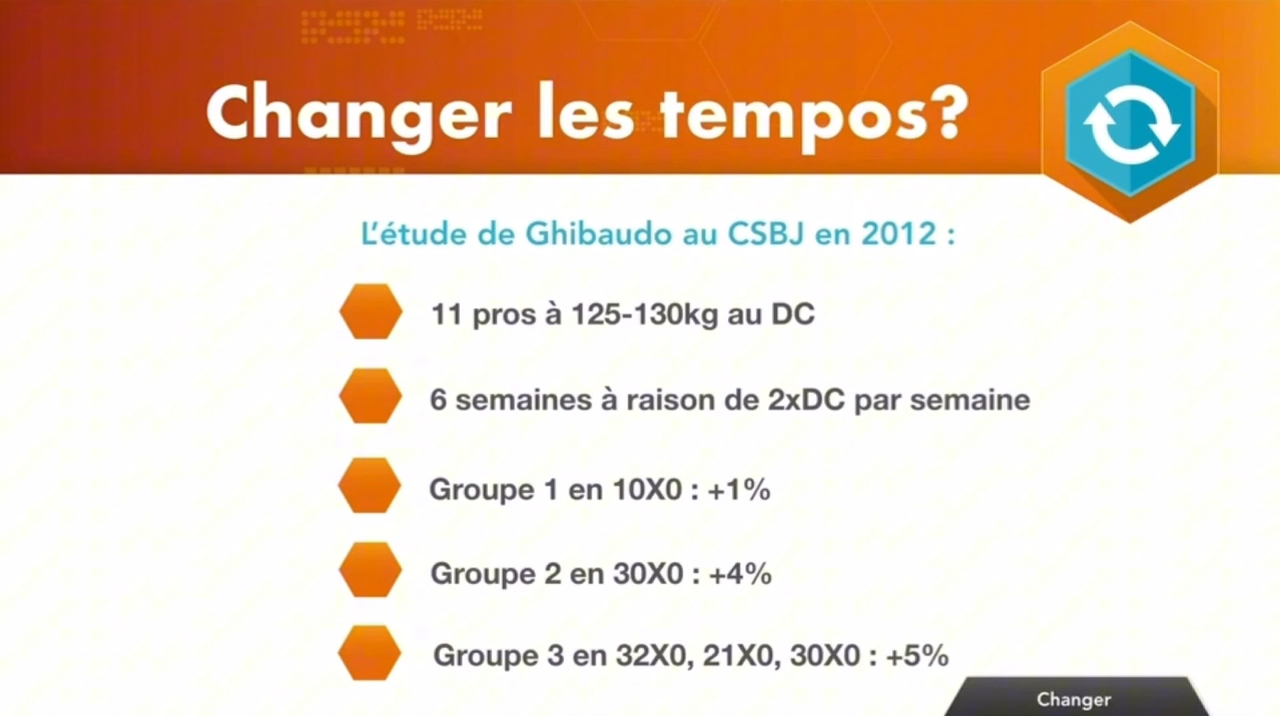 Changer les tempos?
L'étude de Ghibaudo au CSBJ en 2012 :
11 pros à 125-130kg au DC
6 semaines à raison de 2xDC par semaine
Groupe 1 en 10X0 : +1%
Groupe 2 en 30X0 : +4%
Groupe 3 en 32X0, 21X0, 30X0 : +5%
Changer